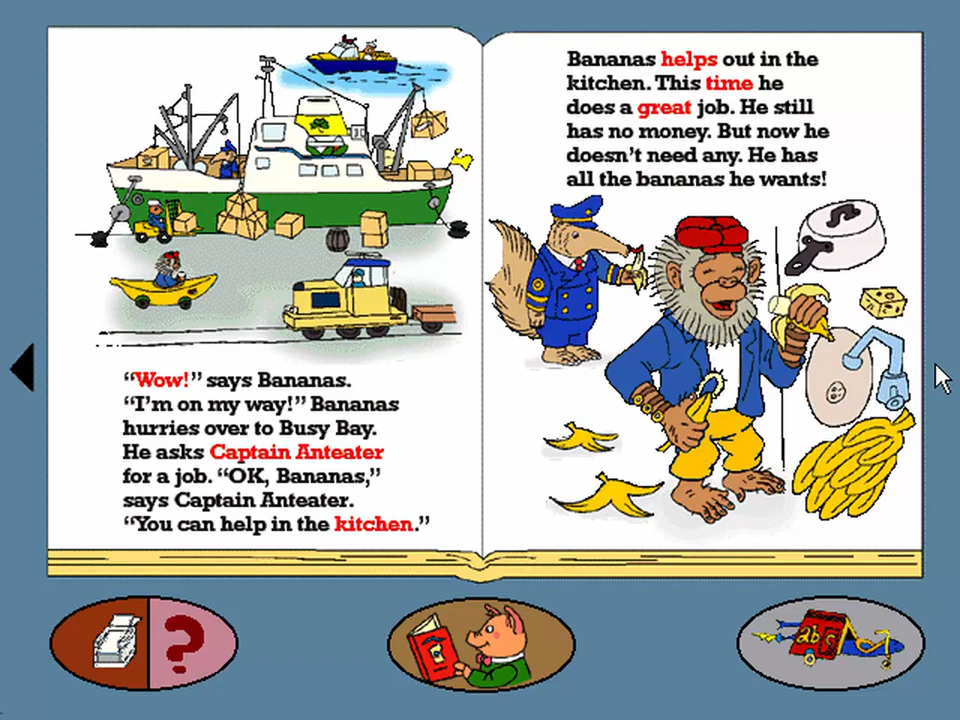 “Wow!” says Bananas.
“I’m on my way!” Bananas
hurries over to Busy Bay.
He asks Captain Anteater
for a job. “OK, Bananas,”
says Captain Anteater.
“You can help in the kitchen.”
Bananas helps out in the
kitchen. This time he
does a great job. He still
has no money. But now he
doesn’t need any. He has
all the bananas he wants!
?
abc